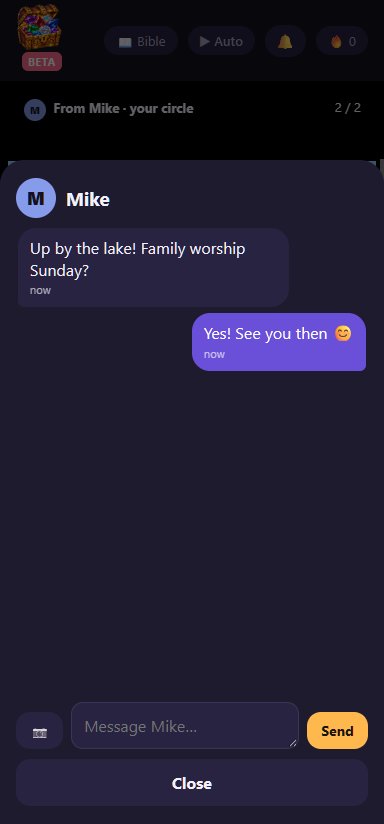 Bible
Auto
0
BETA
M From Mike · your circle
2 / 2
M Mike
Up by the lake! Family worship
Sunday?
now
Yes! See you then 😊
now
Message Mike...
Send
Close